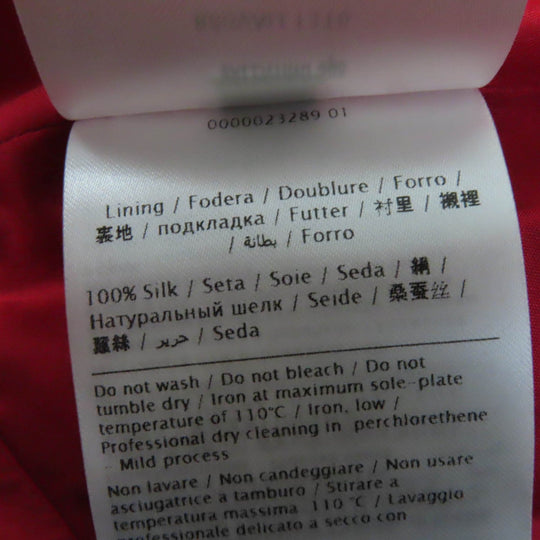 0000023289 01
Lining / Fodera / Doublure / Forro /
裏地 / подкладка / Futter / 衬里 / 襯裡
/ بطانة / Forro
100% Silk / Seta / Soie / Seda / 絹 /
Натуральный шелк / Seide / 桑蚕丝 /
蠶絲 / حرير / Seda
Do not wash / Do not bleach / Do not
tumble dry / Iron at maximum sole-plate
temperature of 110°C / Iron, low /
Professional dry cleaning in perchlorethene
- Mild process
Non lavare / Non candeggiare / Non usare
asciugatrice a tamburo / Stirare a
temperatura massima 110°C / Lavaggio
professionale delicato a secco con